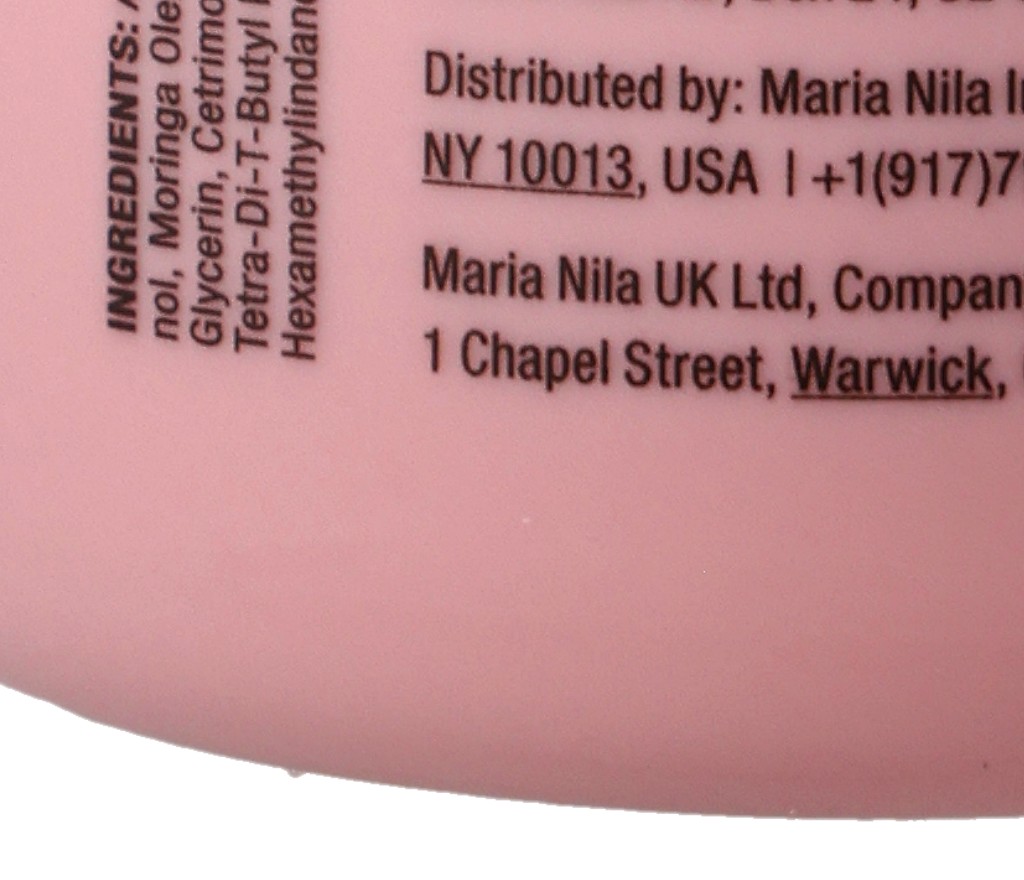 INGREDIENTS:
nol, Moringa Ole
Glycerin, Cetrimo
Tetra-Di-T-Butyl
Hexamethylindan
Distributed by: Maria Nila
NY 10013, USA | +1(917)7
Maria Nila UK Ltd, Compan
1 Chapel Street, Warwick,